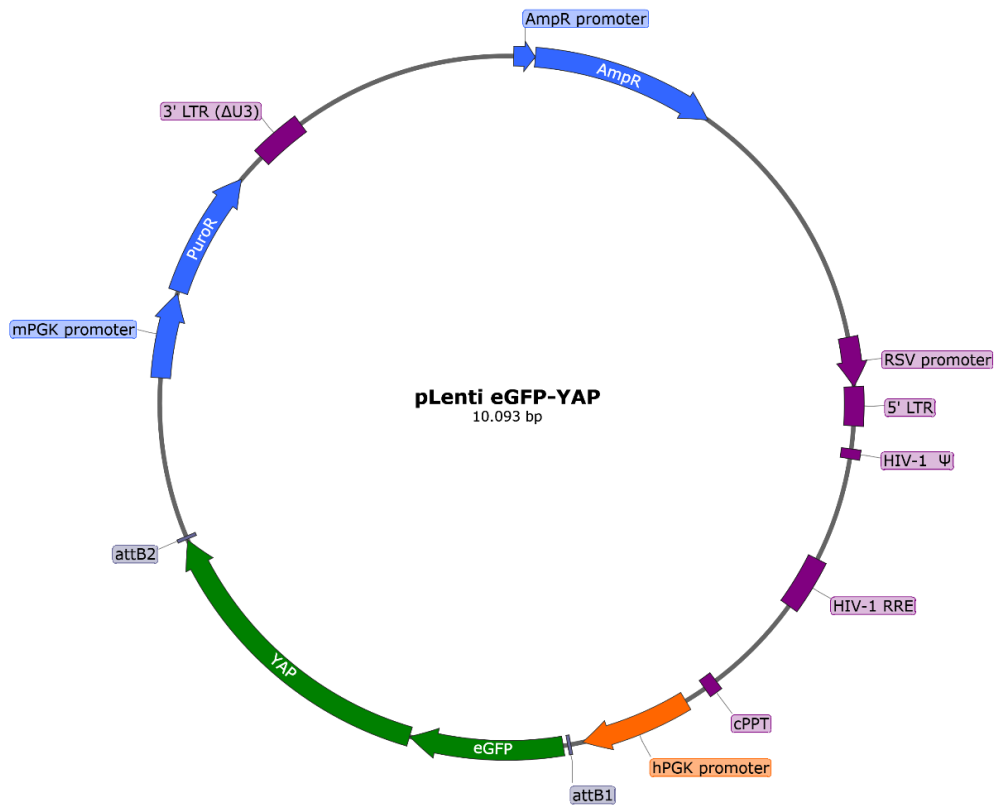 AmpR promoter
AmpR
3' LTR (ΔU3)
PuroR
mPGK promoter
RSV promoter
pLenti eGFP-YAP
5' LTR
10.093 bp
HIV-1 Ψ
attB2
HIV-1 RRE
YAP
cPPT
eGFP
hPGK promoter
attB1